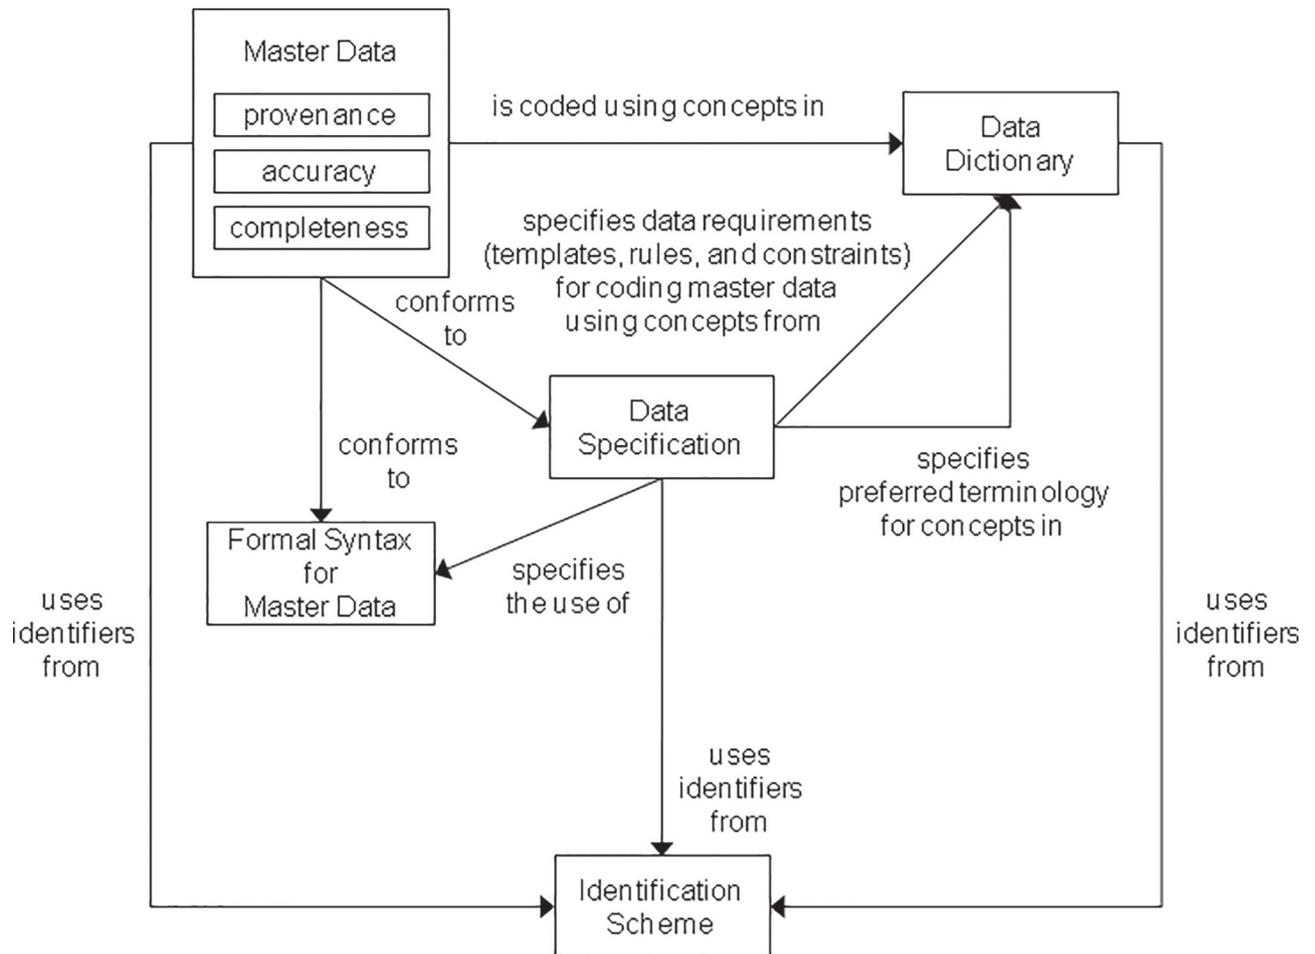 Master Data
provenance
accuracy
completeness
is coded using concepts in
Data
Dictionary
specifies data requirements
(templates, rules, and constraints)
for coding master data
using concepts from
conforms
to
Data
Specification
conforms
to
specifies
preferred terminology
for concepts in
Formal Syntax
for
Master Data
specifies
the use of
uses
identifiers
from
uses
identifiers
from
uses
identifiers
from
Identification
Scheme